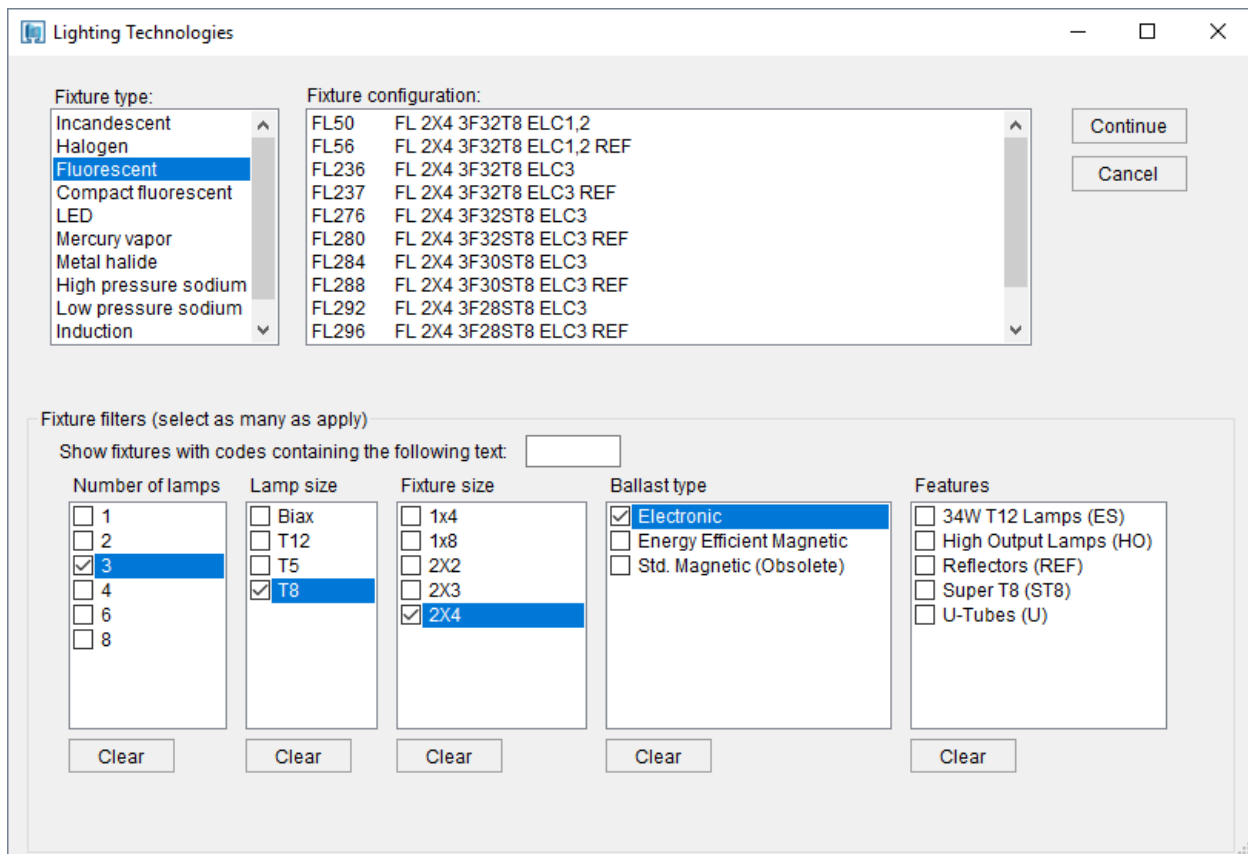 Lighting Technologies
Fixture type:
Incandescent
Halogen
Fluorescent
Compact fluorescent
LED
Mercury vapor
Metal halide
High pressure sodium
Low pressure sodium
Induction
Fixture configuration:
FL50 FL 2X4 3F32T8 ELC1,2
FL56 FL 2X4 3F32T8 ELC1,2 REF
FL236 FL 2X4 3F32T8 ELC3
FL237 FL 2X4 3F32T8 ELC3 REF
FL276 FL 2X4 3F32ST8 ELC3
FL280 FL 2X4 3F32ST8 ELC3 REF
FL284 FL 2X4 3F30ST8 ELC3
FL288 FL 2X4 3F30ST8 ELC3 REF
FL292 FL 2X4 3F28ST8 ELC3
FL296 FL 2X4 3F28ST8 ELC3 REF
Continue
Cancel
Fixture filters (select as many as apply)
Show fixtures with codes containing the following text:
Number of lamps
1
2
3
4
6
8
Clear
Lamp size
Biax
T12
T5
T8
Clear
Fixture size
1x4
1x8
2X2
2X3
2X4
Clear
Ballast type
Electronic
Energy Efficient Magnetic
Std. Magnetic (Obsolete)
Clear
Features
34W T12 Lamps (ES)
High Output Lamps (HO)
Reflectors (REF)
Super T8 (ST8)
U-Tubes (U)
Clear